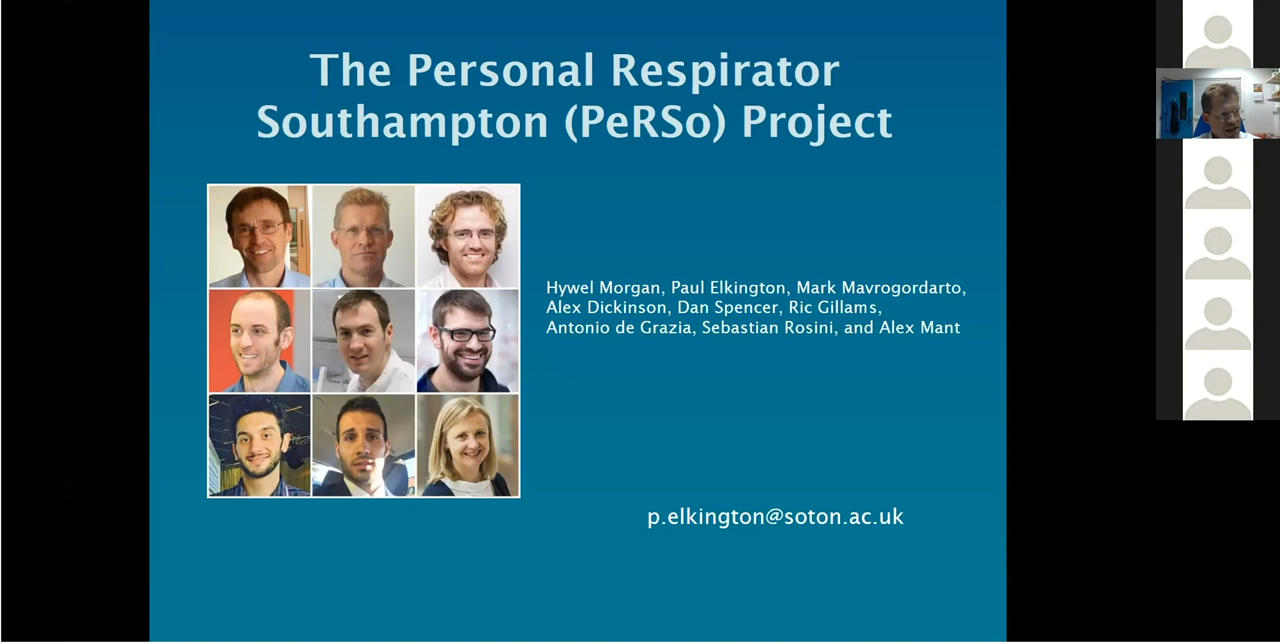 The Personal Respirator
Southampton (PeRSo) Project
Hywel Morgan, Paul Elkington, Mark Mavrogordarto,
Alex Dickinson, Dan Spencer, Ric Gillams,
Antonio de Grazia, Sebastian Rosini, and Alex Mant
p.elkington@soton.ac.uk